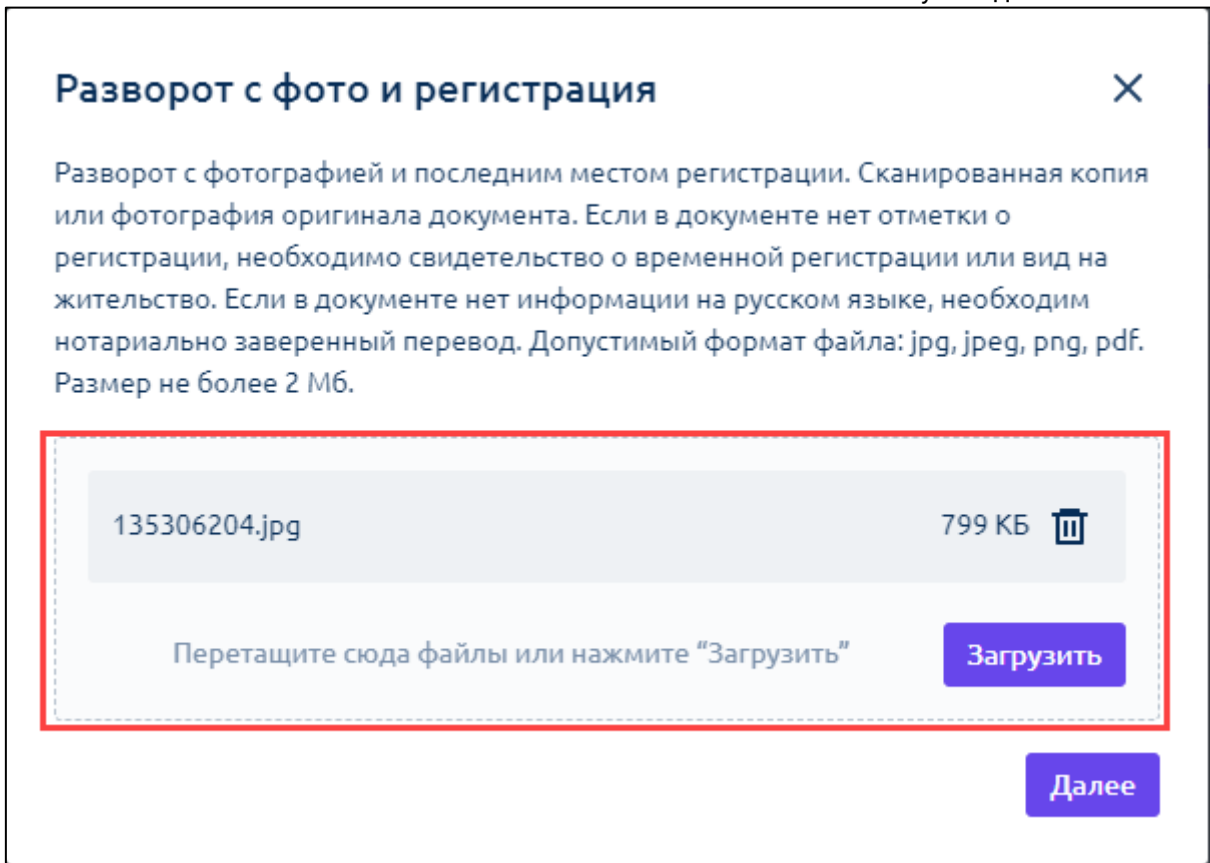 Разворот с фото и регистрация
Разворот с фотографией и последним местом регистрации. Сканированная копия
или фотография оригинала документа. Если в документе нет отметки о
регистрации, необходимо свидетельство о временной регистрации или вид на
жительство. Если в документе нет информации на русском языке, необходим
нотариально заверенный перевод. Допустимый формат файла: jpg, jpeg, png, pdf.
Размер не более 2 Мб.
135306204.jpg 799 КБ
Перетащите сюда файлы или нажмите “Загрузить” Загрузить
Далее